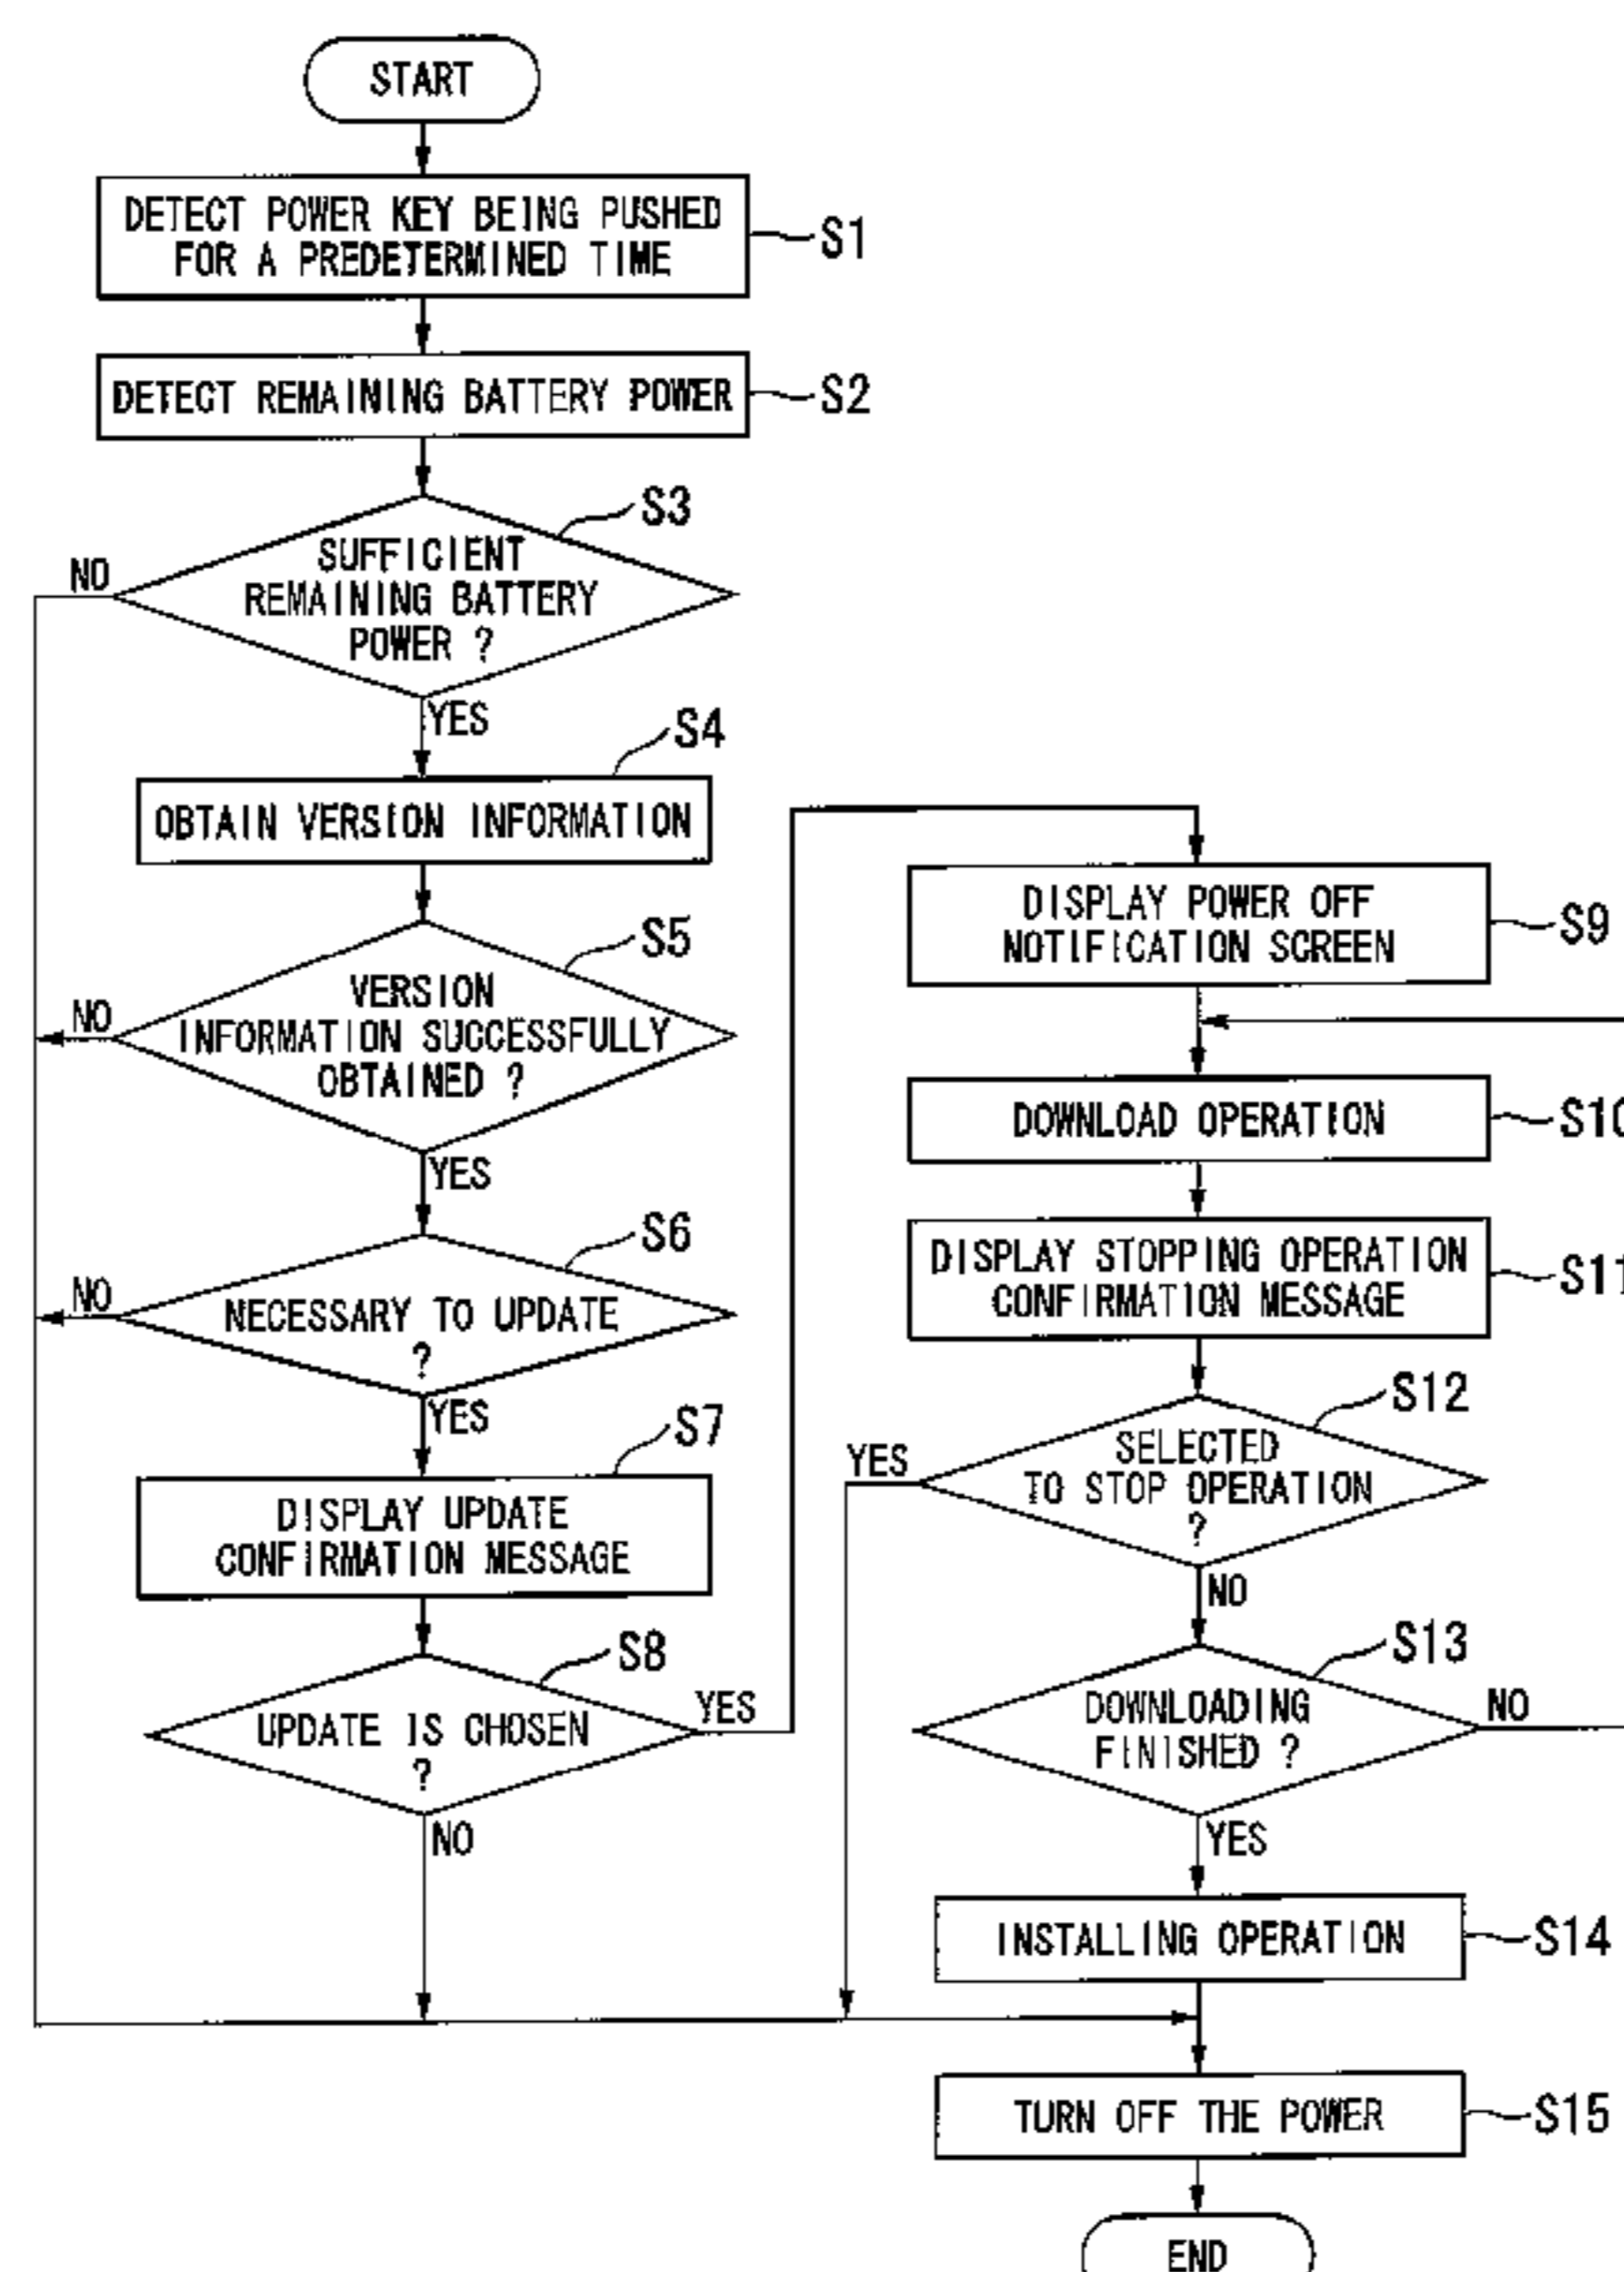 START
DETECT POWER KEY BEING PUSHED
FOR A PREDETERMINED TIME
S1
DETECT REMAINING BATTERY POWER
S2
S3
SUFFICIENT
REMAINING BATTERY
POWER ?
NO
YES
S4
OBTAIN VERSION INFORMATION
S5
VERSION
INFORMATION SUCCESSFULLY
OBTAINED ?
NO
YES
S6
NECESSARY TO UPDATE
?
NO
YES
S7
DISPLAY UPDATE
CONFIRMATION MESSAGE
S8
UPDATE IS CHOSEN
?
YES
NO
DISPLAY POWER OFF
NOTIFICATION SCREEN
S9
DOWNLOAD OPERATION
S10
DISPLAY STOPPING OPERATION
CONFIRMATION MESSAGE
S11
S12
SELECTED
TO STOP OPERATION
?
YES
NO
S13
DOWNLOADING
FINISHED ?
NO
YES
INSTALLING OPERATION
S14
TURN OFF THE POWER
S15
END